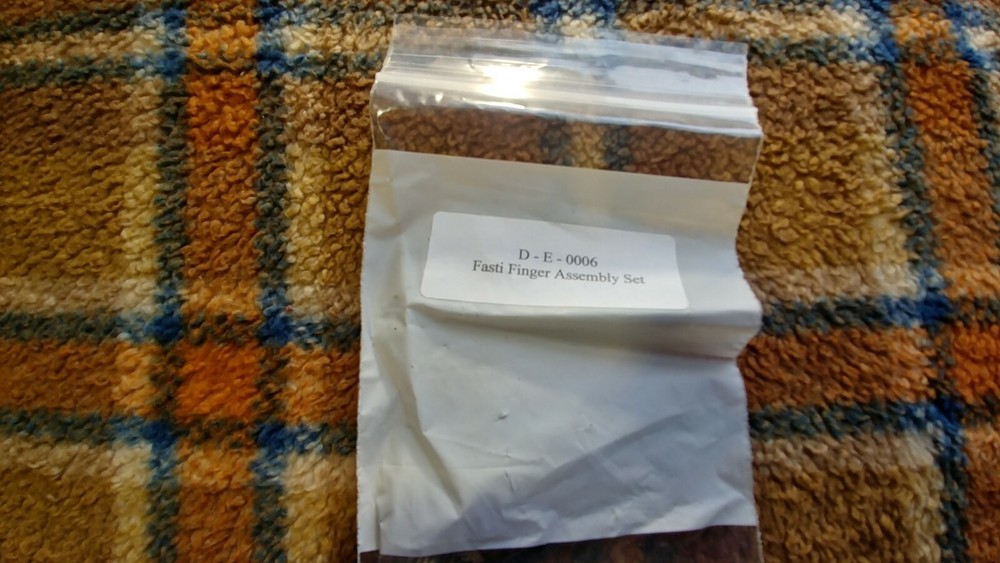 D - E - 0006
Fasti Finger Assembly Set